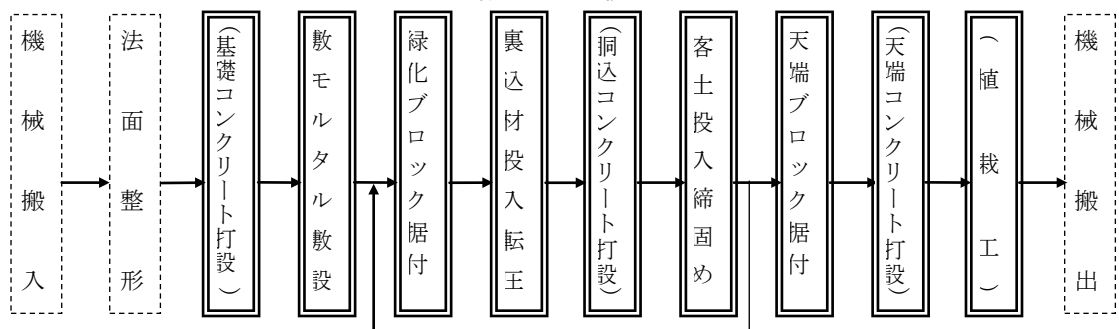 機械搬入
法面整形
（基礎コンクリート打設）
敷モルタル敷設
緑化ブロック据付
裏込材投入転圧
（胴込コンクリート打設）
客土投入締固め
天端ブロック据付
（天端コンクリート打設）
（植栽工）
機械搬出